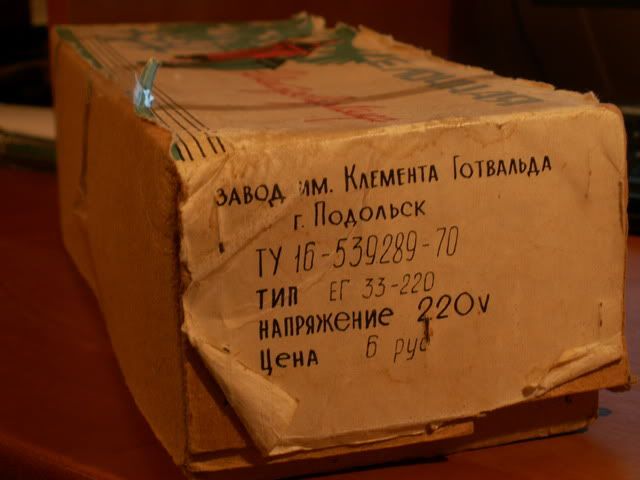 ЗАВОД им. Клемента Готвальда
г. Подольск
ТУ 16-539289-70
ТИП ЕГ 33-220
НАПРЯЖЕНИЕ 220v
Цена 6 руб